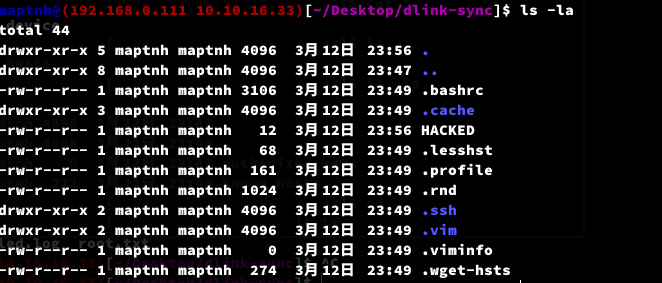 maptnh@(192.168.0.111 10.10.16.33)[~/Desktop/dlink-sync]$ ls -la
total 44
drwxr-xr-x 5 maptnh maptnh 4096 3月12日 23:56 .
drwxr-xr-x 8 maptnh maptnh 4096 3月12日 23:47 ..
-rw-r--r-- 1 maptnh maptnh 3106 3月12日 23:49 .bashrc
drwxr-xr-x 3 maptnh maptnh 4096 3月12日 23:49 .cache
-rw-r--r-- 1 maptnh maptnh 12 3月12日 23:56 HACKED
-rw-r--r-- 1 maptnh maptnh 68 3月12日 23:49 .lesshst
-rw-r--r-- 1 maptnh maptnh 161 3月12日 23:49 .profile
-rw-r--r-- 1 maptnh maptnh 1024 3月12日 23:49 .rnd
drwxr-xr-x 2 maptnh maptnh 4096 3月12日 23:49 .ssh
drwxr-xr-x 2 maptnh maptnh 4096 3月12日 23:49 .vim
-rw-r--r-- 1 maptnh maptnh 0 3月12日 23:49 .viminfo
-rw-r--r-- 1 maptnh maptnh 274 3月12日 23:49 .wget-hsts